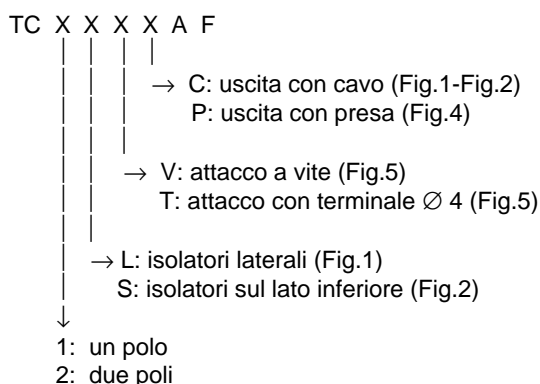 TC X X X X A F
→ C: uscita con cavo (Fig.1-Fig.2)
P: uscita con presa (Fig.4)
→ V: attacco a vite (Fig.5)
T: attacco con terminale ∅ 4 (Fig.5)
→ L: isolatori laterali (Fig.1)
S: isolatori sul lato inferiore (Fig.2)
↓
1: un polo
2: due poli